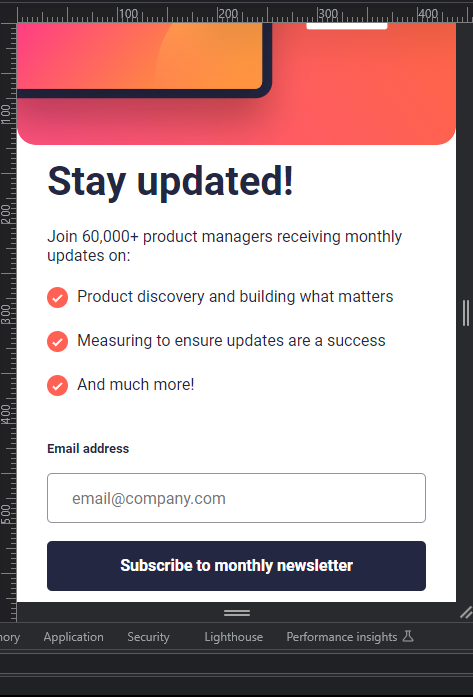 100
200
300
400
100
200
300
400
500
Stay updated!
Join 60,000+ product managers receiving monthly
updates on:
Product discovery and building what matters
Measuring to ensure updates are a success
And much more!
Email address
email@company.com
Subscribe to monthly newsletter
Application Security Lighthouse Performance insights